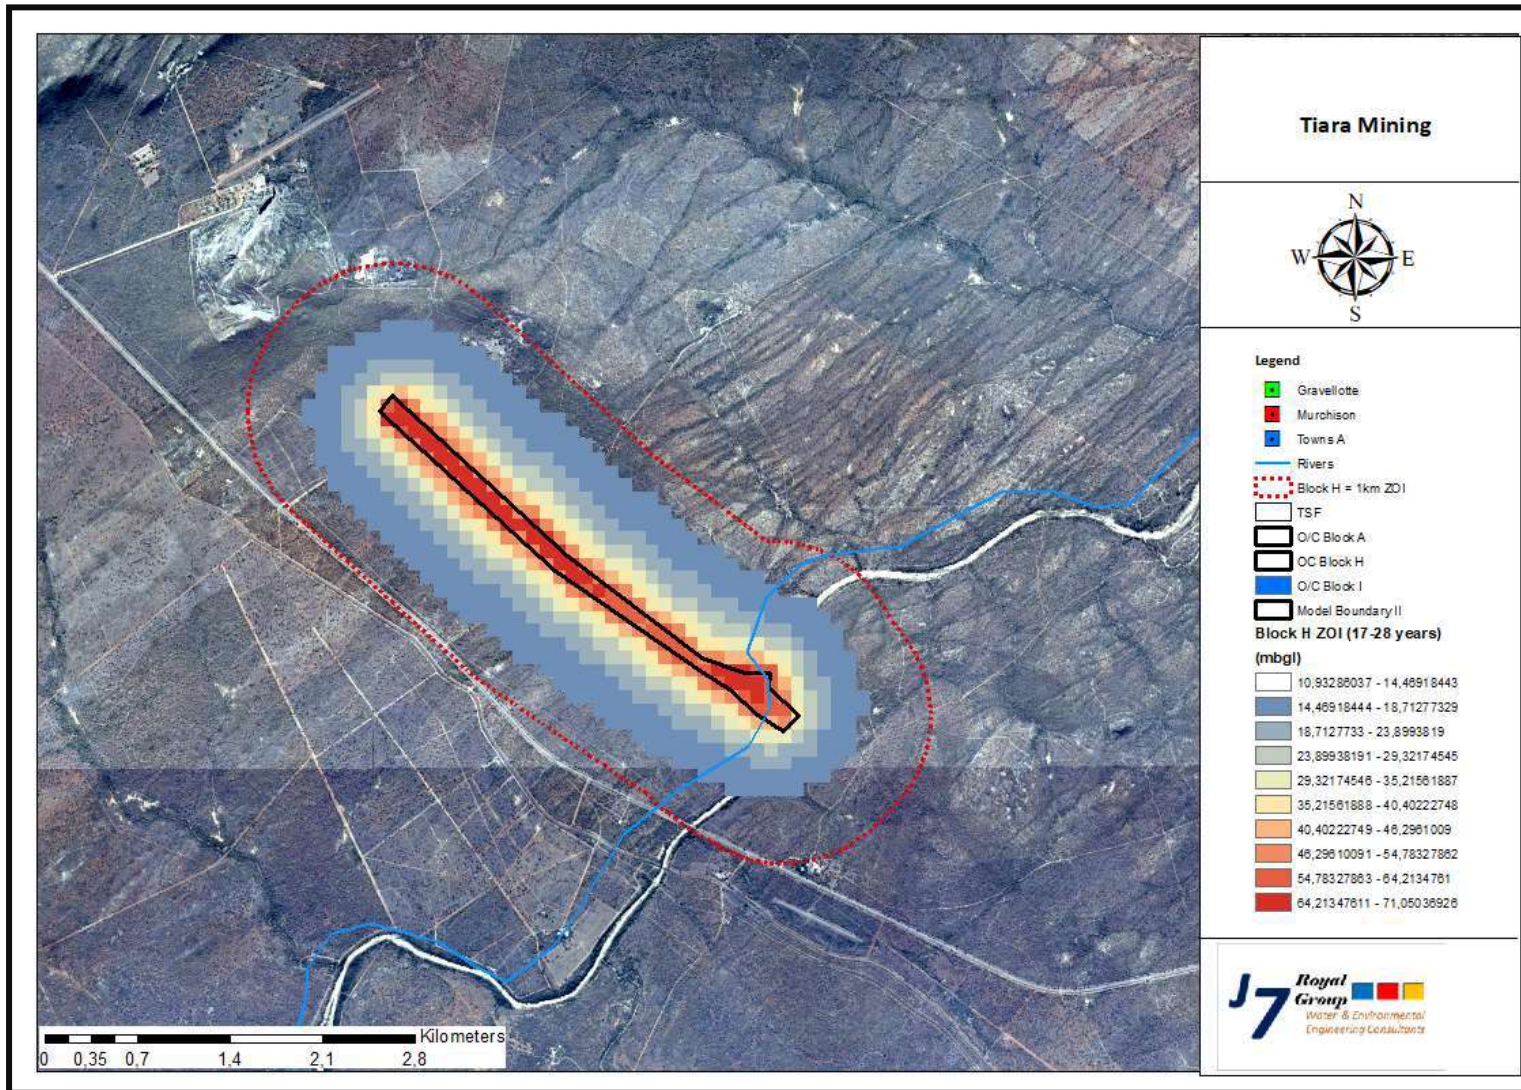 Tiara Mining
N
W
E
S
Legend
Gravellotte
Murchison
Towns A
Rivers
Block H = 1km ZOI
TSF
O/C Block A
OC Block H
O/C Block I
Model Boundary II
Block H ZOI (17-28 years)
(mbgl)
10,93286037 - 14,46918443
14,46918444 - 18,71277329
18,7127733 - 23,8993819
23,89938191 - 29,32174545
29,32174546 - 35,21561887
35,21561888 - 40,40222748
40,40222749 - 46,2961009
46,29610091 - 54,78327862
54,78327863 - 64,2134761
64,21347611 - 71,05036926
J7 Royal
Group
Water & Environmental
Engineering Consultants
Kilometers
0 0,35 0,7 1,4 2,1 2,8